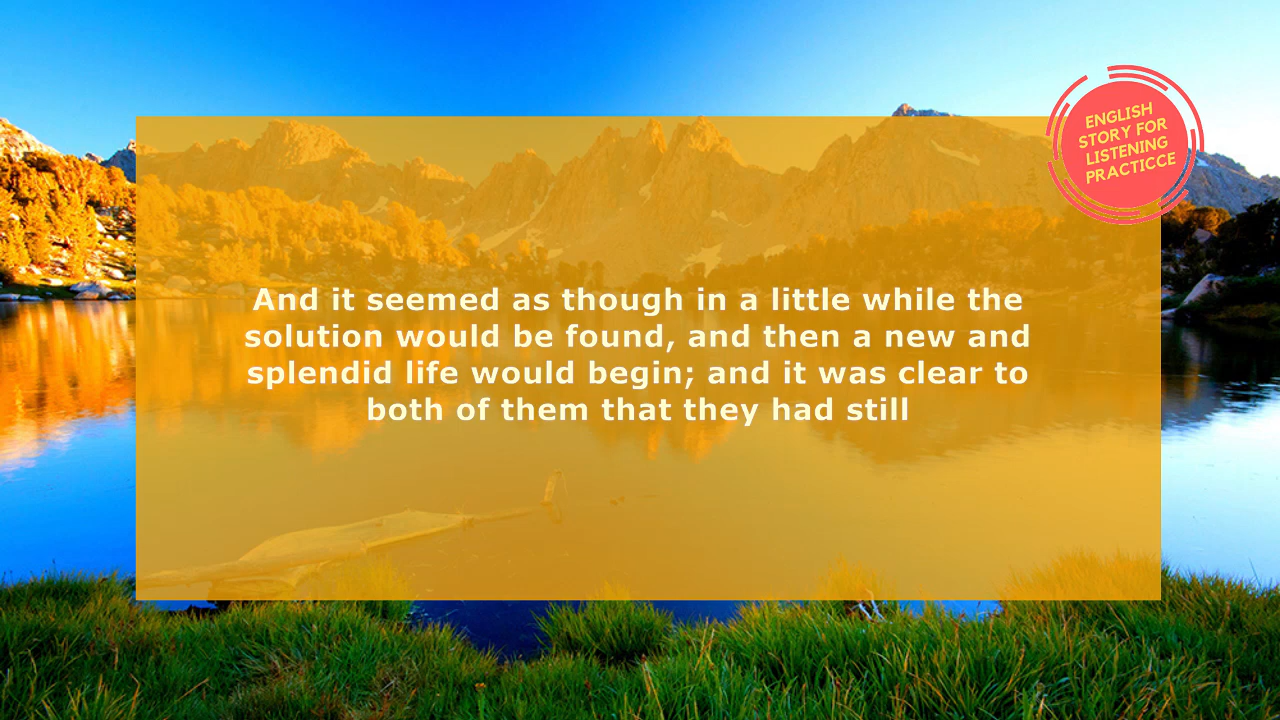 ENGLISH
STORY FOR
LISTENING
PRACTICCE
And it seemed as though in a little while the
solution would be found, and then a new and
splendid life would begin; and it was clear to
both of them that they had still